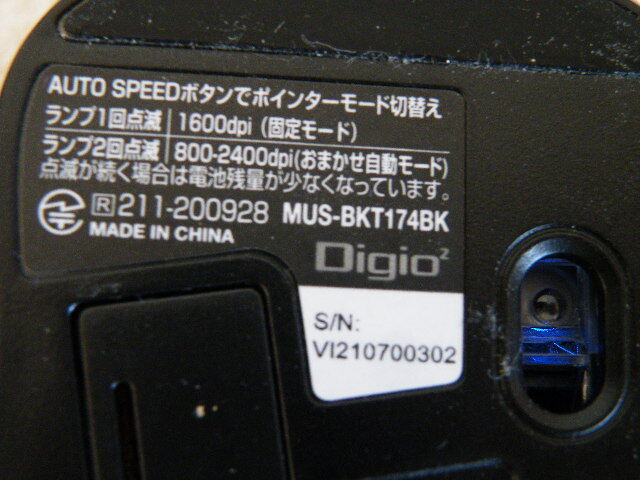 AUTO SPEEDボタンでポインターモード切替え
ランプ1回点滅 1600dpi (固定モード)
ランプ2回点滅 800-2400dpi(おまかせ自動モード)
点滅が続く場合は電池残量が少なくなっています。
R 211-200928 MUS-BKT174BK
MADE IN CHINA
Digio2
S/N:
VI210700302